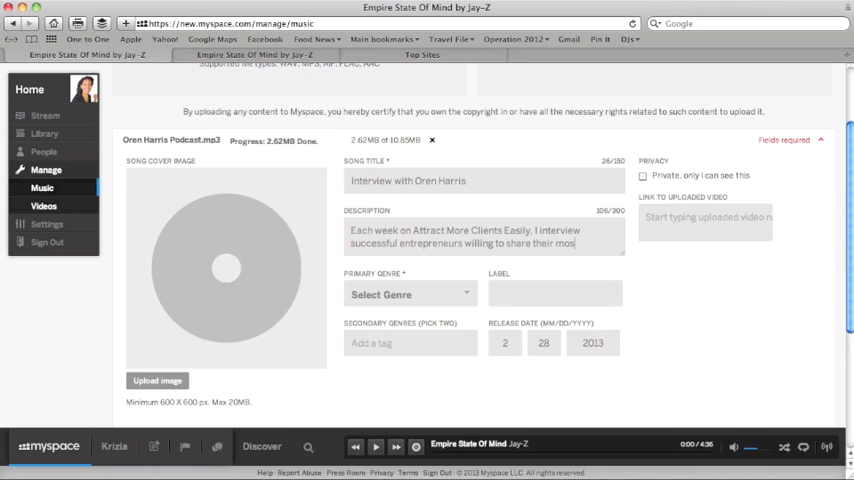 Empire State Of Mind by Jay-Z
https://new.myspace.com/manage/music
Google
One to One Apple Yahoo! Google Maps Facebook Food News Main bookmarks Travel File Operation 2012 Gmail Pin It DJs
Empire State Of Mind by Jay-Z
Empire State Of Mind by Jay-Z
Top Sites
Home
Stream
Library
People
Manage
Music
Videos
Settings
Sign Out
Supported file types: WAV, MP3, AIF, FLAC, AAC
By uploading any content to Myspace, you hereby certify that you own the copyright in or have all the necessary rights related to such content to upload it.
Oren Harris Podcast.mp3 Progress: 2.62MB Done. 2.62MB of 10.85MB Fields required
SONG COVER IMAGE
Upload image
Minimum 600 X 600 px. Max 20MB.
SONG TITLE * 26/150
Interview with Oren Harris
DESCRIPTION 106/300
Each week on Attract More Clients Easily, I interview
successful entrepreneurs willing to share their mos
PRIMARY GENRE * LABEL
Select Genre
SECONDARY GENRES (PICK TWO) RELEASE DATE (MM/DD/YYYY)
Add a tag 2 28 2013
PRIVACY
Private, only I can see this
LINK TO UPLOADED VIDEO
Start typing uploaded video n
myspace Krizia Discover Empire State Of Mind Jay-Z 0:00 / 4:36
Help · Report Abuse · Press Room · Privacy · Terms · Sign Out · © 2013 Myspace LLC. All rights reserved.